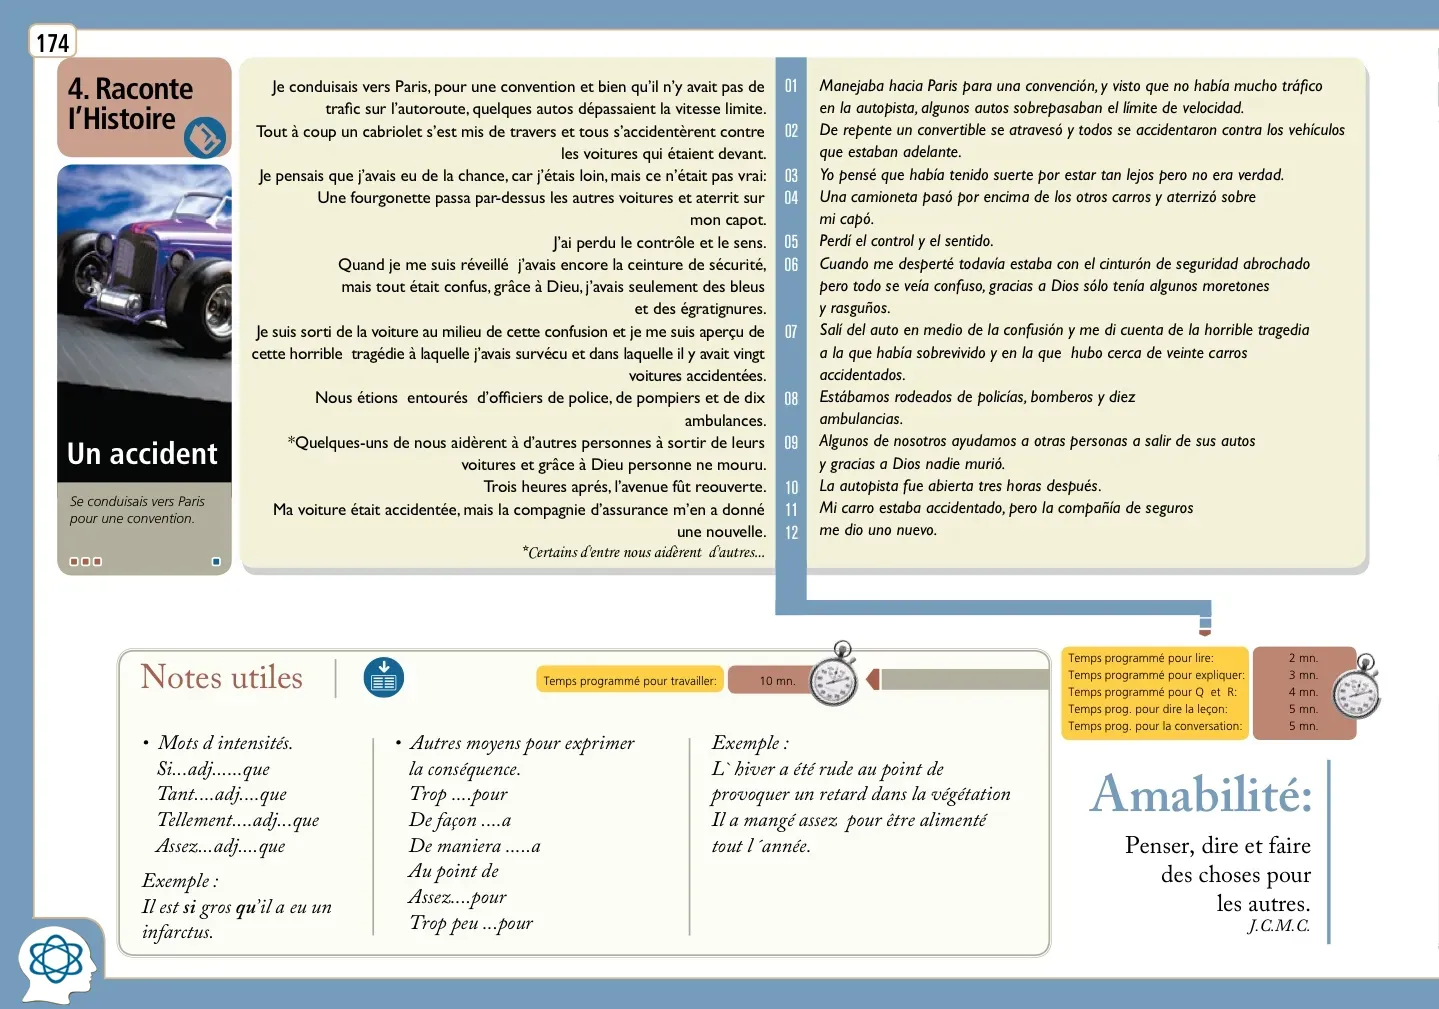 174
4. Raconte
l’Histoire
Un accident
Se conduisais vers Paris
pour une convention.
Je conduisais vers Paris, pour une convention et bien qu’il n’y avait pas de
trafic sur l’autoroute, quelques autos dépassaient la vitesse limite.
Tout à coup un cabriolet s’est mis de travers et tous s’accidentèrent contre
les voitures qui étaient devant.
Je pensais que j’avais eu de la chance, car j’étais loin, mais ce n’était pas vrai:
Une fourgonette passa par-dessus les autres voitures et aterrit sur
mon capot.
J’ai perdu le contrôle et le sens.
Quand je me suis réveillé j’avais encore la ceinture de sécurité,
mais tout était confus, grâce à Dieu, j’avais seulement des bleus
et des égratignures.
Je suis sorti de la voiture au milieu de cette confusion et je me suis aperçu de
cette horrible tragédie à laquelle j’avais survécu et dans laquelle il y avait vingt
voitures accidentées.
Nous étions entourés d’officiers de police, de pompiers et de dix
ambulances.
*Quelques-uns de nous aidèrent à d’autres personnes à sortir de leurs
voitures et grâce à Dieu personne ne mouru.
Trois heures aprés, l’avenue fût reouverte.
Ma voiture était accidentée, mais la compagnie d’assurance m’en a donné
une nouvelle.
*Certains d’entre nous aidèrent d’autres...
01
02
03
04
05
06
07
08
09
10
11
12
Manejaba hacia Paris para una convención, y visto que no había mucho tráfico
en la autopista, algunos autos sobrepasaban el límite de velocidad.
De repente un convertible se atravesó y todos se accidentaron contra los vehículos
que estaban adelante.
Yo pensé que había tenido suerte por estar tan lejos pero no era verdad.
Una camioneta pasó por encima de los otros carros y aterrizó sobre
mi capó.
Perdí el control y el sentido.
Cuando me desperté todavía estaba con el cinturón de seguridad abrochado
pero todo se veía confuso, gracias a Dios sólo tenía algunos moretones
y rasguños.
Salí del auto en medio de la confusión y me di cuenta de la horrible tragedia
a la que había sobrevivido y en la que hubo cerca de veinte carros
accidentados.
Estábamos rodeados de policías, bomberos y diez
ambulancias.
Algunos de nosotros ayudamos a otras personas a salir de sus autos
y gracias a Dios nadie murió.
La autopista fue abierta tres horas después.
Mi carro estaba accidentado, pero la compañía de seguros
me dio uno nuevo.
Notes utiles
Temps programmé pour travailler: 10 mn.
• Mots d intensités.
Si...adj......que
Tant....adj....que
Tellement....adj...que
Assez...adj....que
Exemple :
Il est si gros qu’il a eu un
infarctus.
• Autres moyens pour exprimer
la conséquence.
Trop ....pour
De façon ....a
De maniera .....a
Au point de
Assez....pour
Trop peu ...pour
Exemple :
L` hiver a été rude au point de
provoquer un retard dans la végétation
Il a mangé assez pour être alimenté
tout l ´année.
Temps programmé pour lire: 2 mn.
Temps programmé pour expliquer: 3 mn.
Temps programmé pour Q et R: 4 mn.
Temps prog. pour dire la leçon: 5 mn.
Temps prog. pour la conversation: 5 mn.
Amabilité:
Penser, dire et faire
des choses pour
les autres.
J.C.M.C.